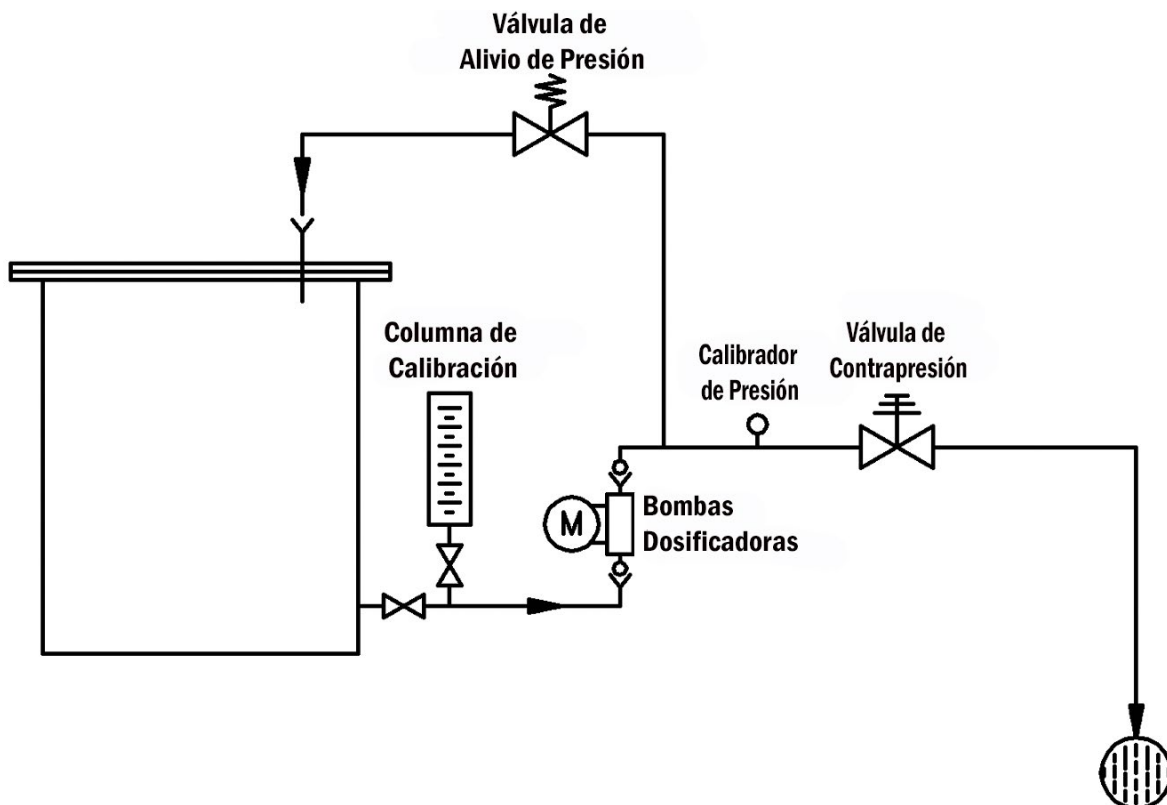 Válvula de
Alivio de Presión
Columna de
Calibración
Calibrador
de Presión
Válvula de
Contrapresión
M
Bombas
Dosificadoras